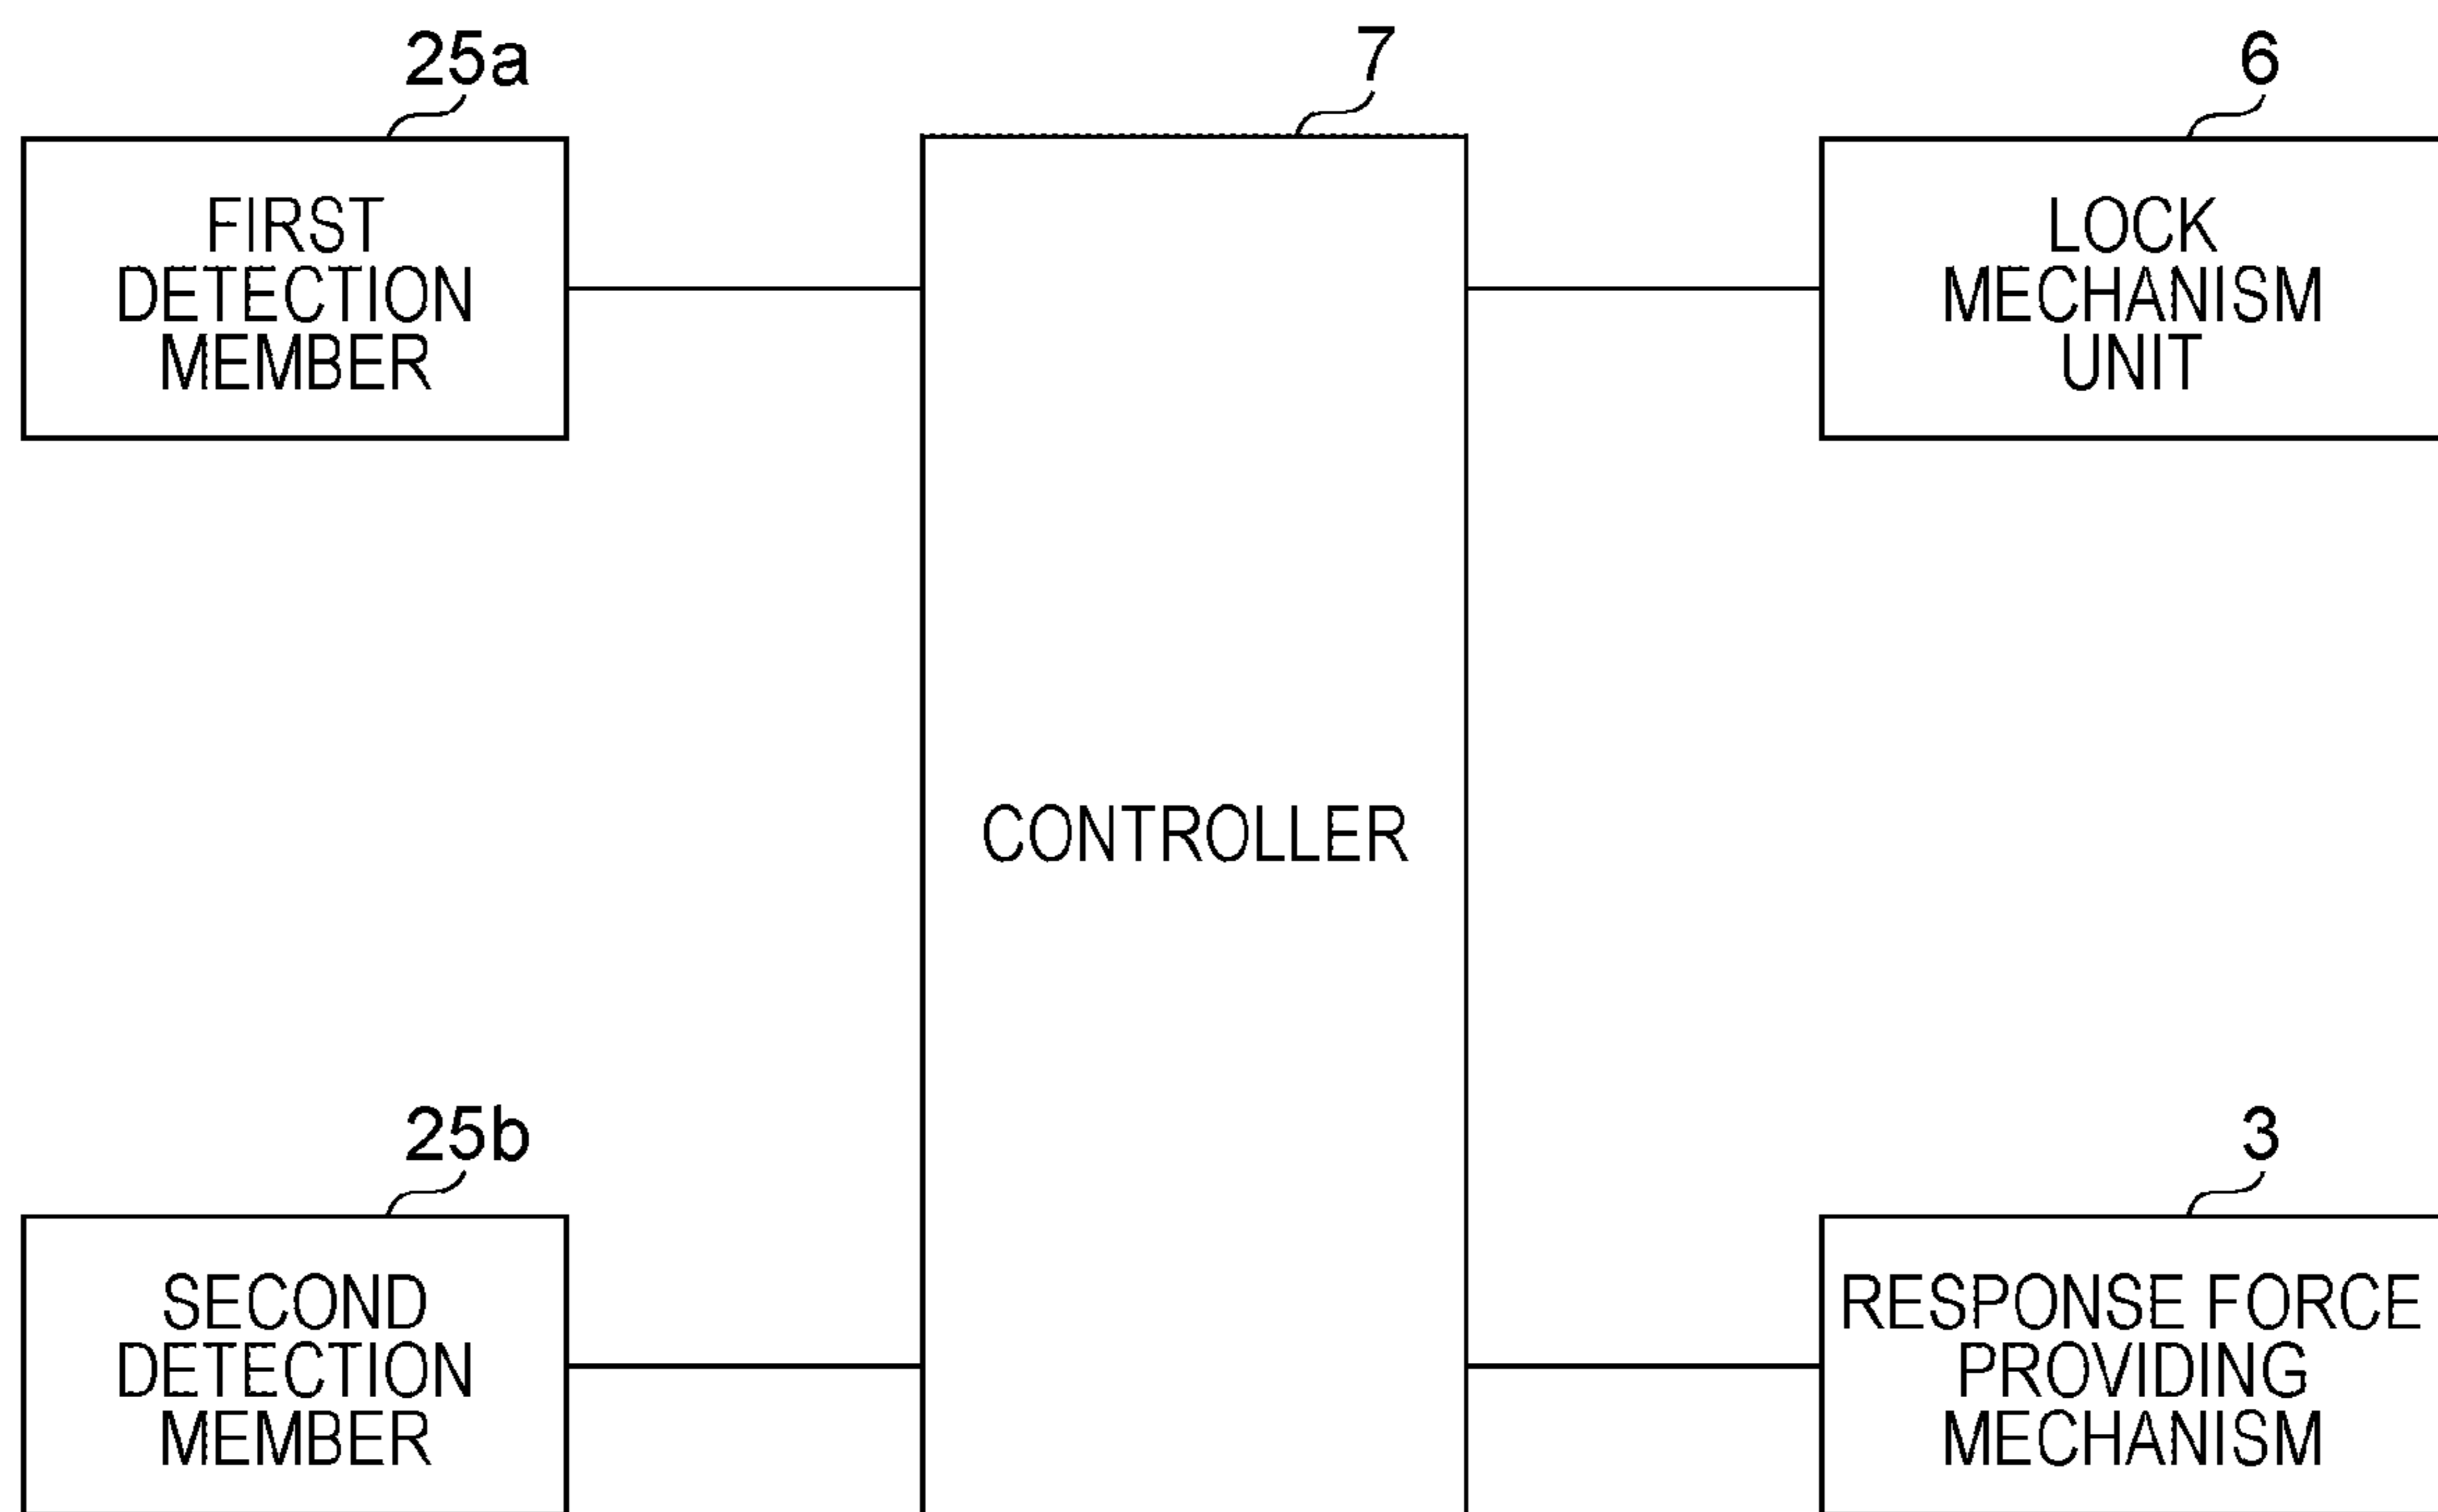 25a
FIRST
DETECTION
MEMBER
7
CONTROLLER
6
LOCK
MECHANISM
UNIT
25b
SECOND
DETECTION
MEMBER
3
RESPONSE FORCE
PROVIDING
MECHANISM